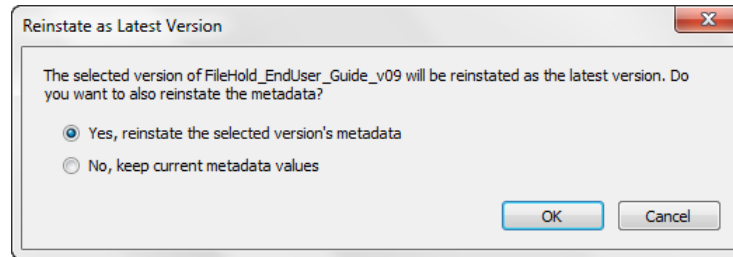 Reinstate as Latest Version
The selected version of FileHold_EndUser_Guide_v09 will be reinstated as the latest version. Do
you want to also reinstate the metadata?
Yes, reinstate the selected version's metadata
No, keep current metadata values
OK Cancel